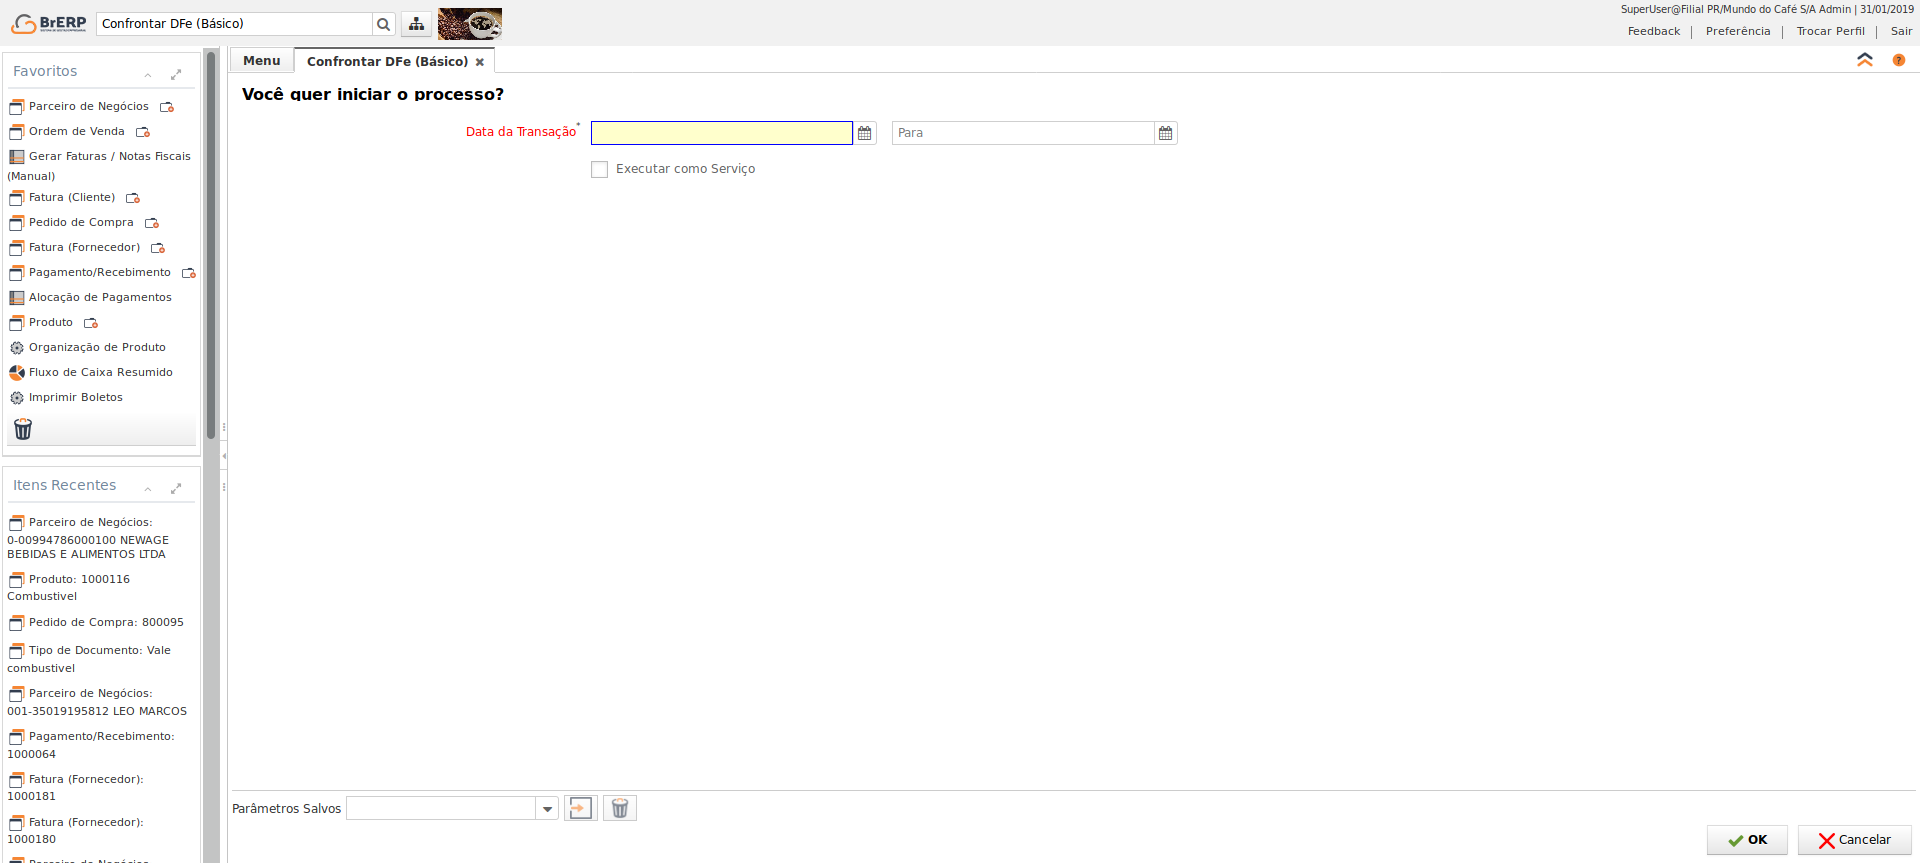 BrERP
Confrontar DFe (Básico)
SuperUser@Filial PR/Mundo do Café S/A Admin | 31/01/2019
Feedback | Preferência | Trocar Perfil | Sair
Favoritos
Parceiro de Negócios
Ordem de Venda
Gerar Faturas / Notas Fiscais
(Manual)
Fatura (Cliente)
Pedido de Compra
Fatura (Fornecedor)
Pagamento/Recebimento
Alocação de Pagamentos
Produto
Organização de Produto
Fluxo de Caixa Resumido
Imprimir Boletos
Itens Recentes
Parceiro de Negócios:
0-00994786000100 NEWAGE
BEBIDAS E ALIMENTOS LTDA
Produto: 1000116
Combustivel
Pedido de Compra: 800095
Tipo de Documento: Vale
combustivel
Parceiro de Negócios:
001-35019195812 LEO MARCOS
Pagamento/Recebimento:
1000064
Fatura (Fornecedor):
1000181
Fatura (Fornecedor):
1000180
Parceiro de Negócios
Menu
Confrontar DFe (Básico)
?
Você quer iniciar o processo?
Data da Transação*
Para
Executar como Serviço
Parâmetros Salvos
OK
Cancelar